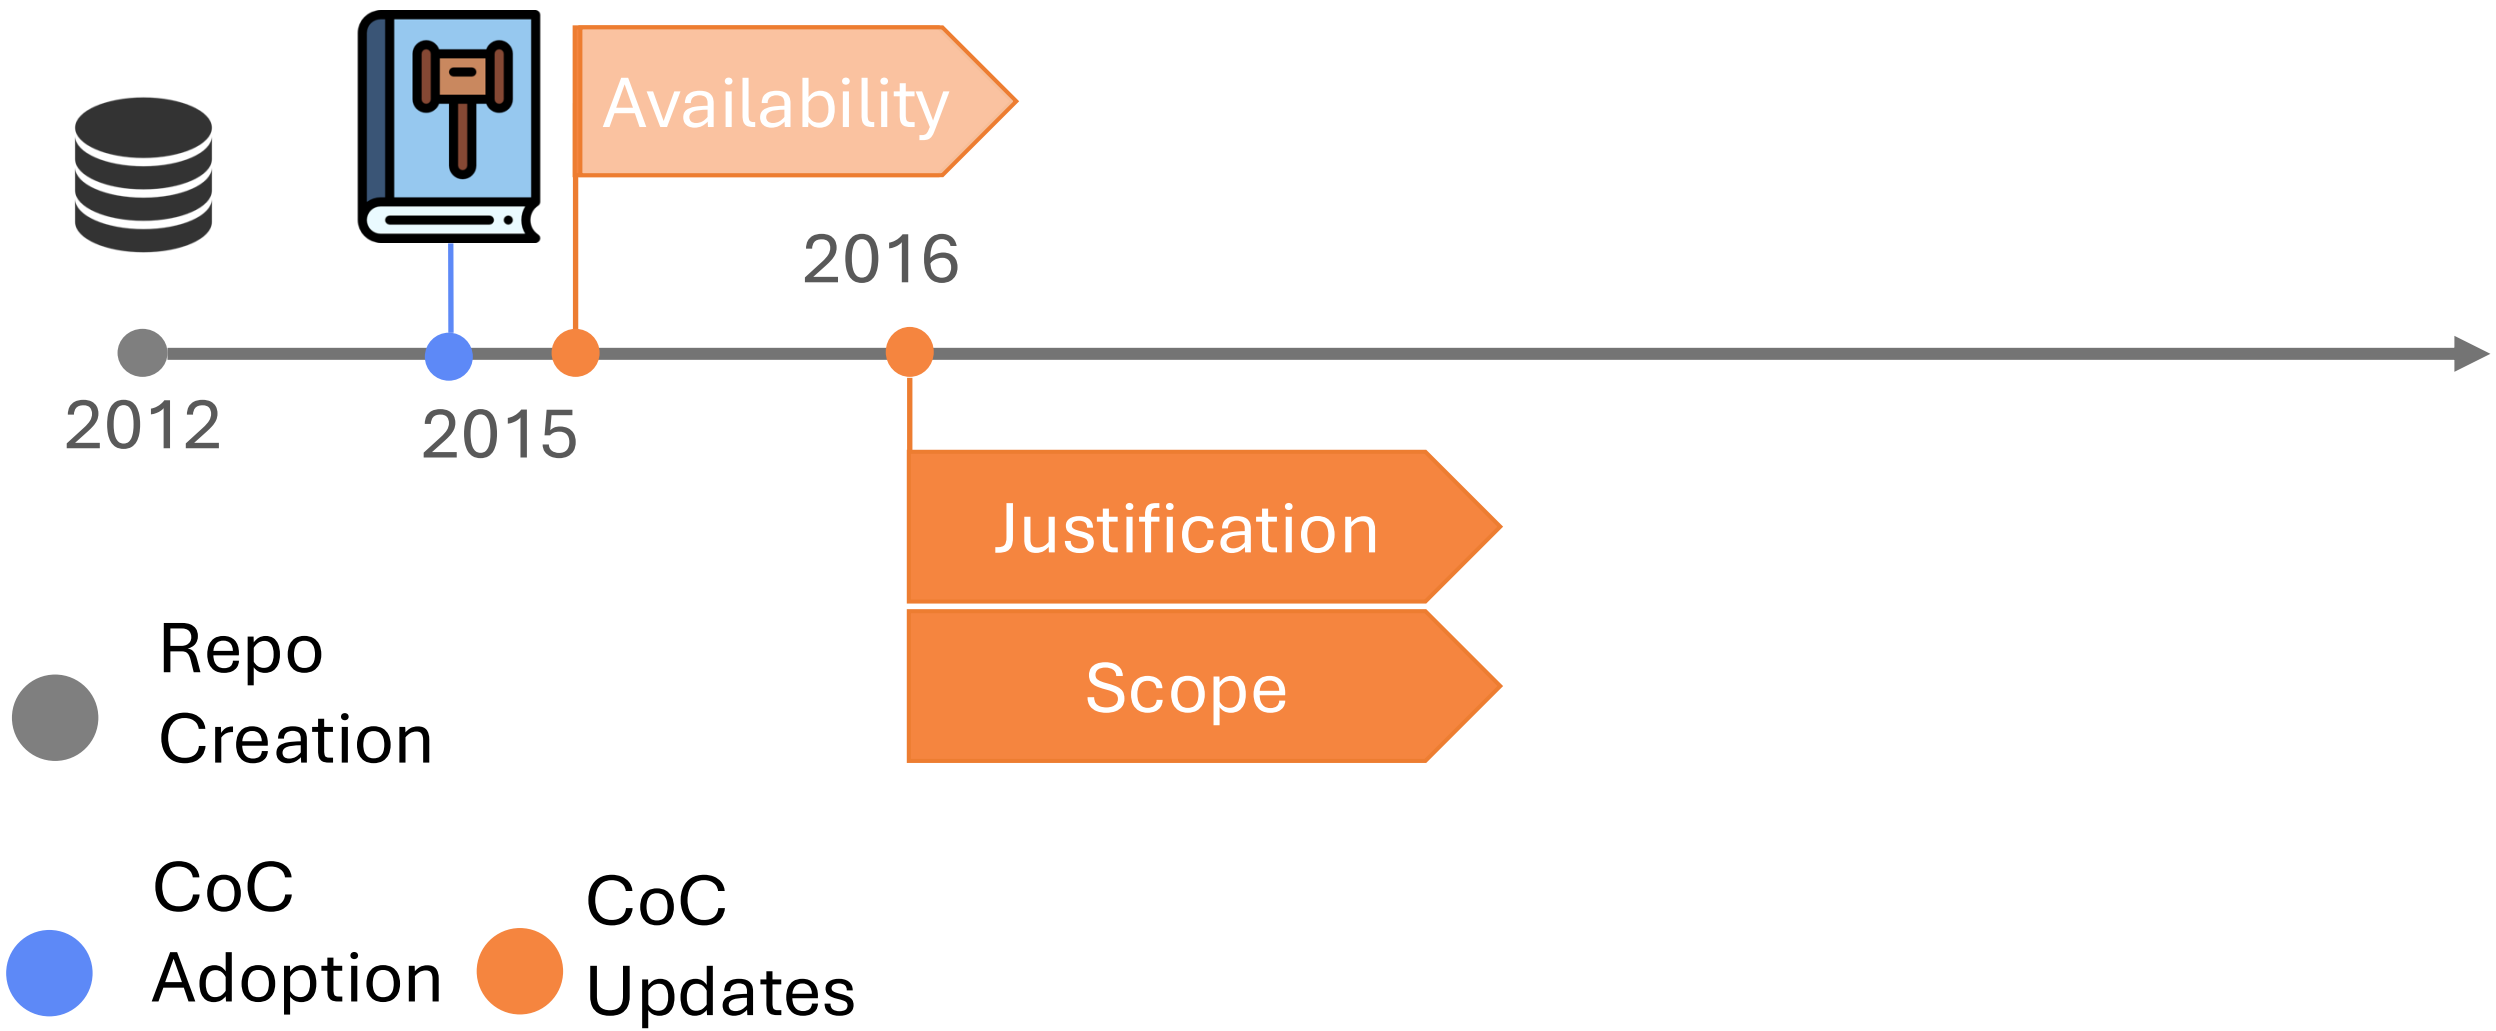 Availability
2016
2012
2015
Justification
Scope
Repo
Creation
CoC
Adoption
CoC
Updates